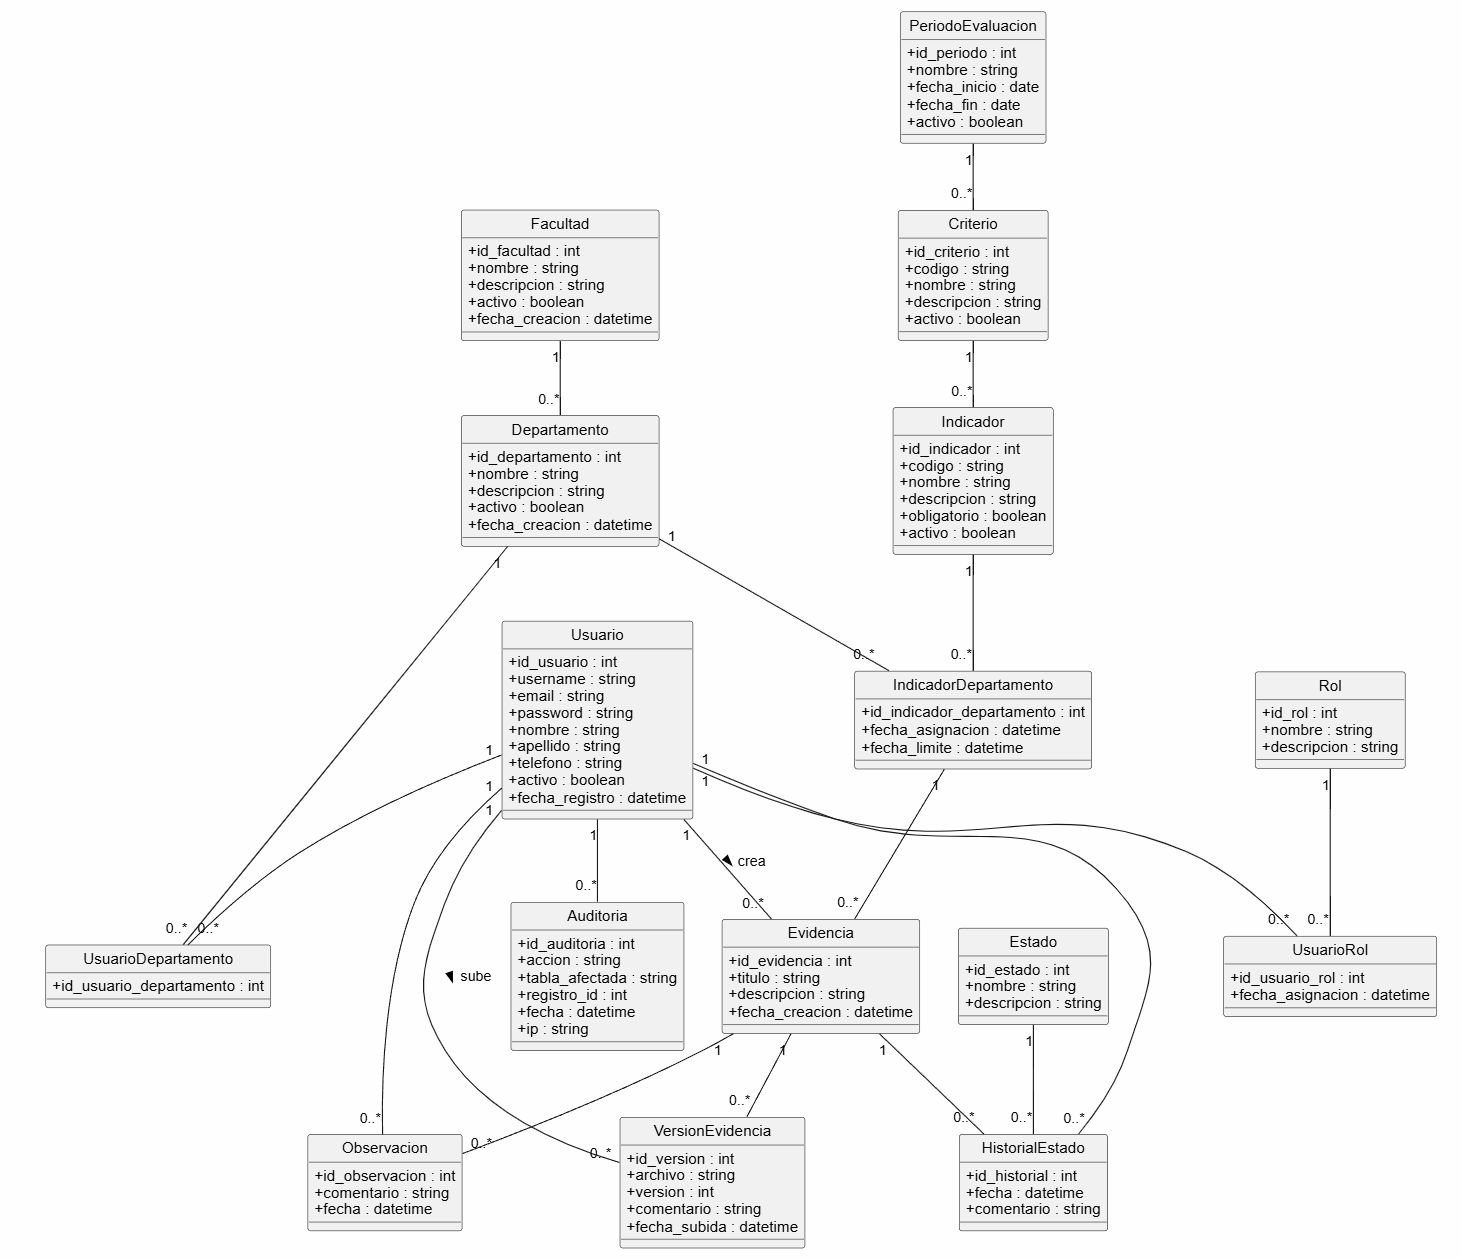 PeriodoEvaluacion
+id_periodo : int
+nombre : string
+fecha_inicio : date
+fecha_fin : date
+activo : boolean
1
0..*
Facultad
+id_facultad : int
+nombre : string
+descripcion : string
+activo : boolean
+fecha_creacion : datetime
1
0..*
Criterio
+id_criterio : int
+codigo : string
+nombre : string
+descripcion : string
+activo : boolean
1
0..*
Departamento
+id_departamento : int
+nombre : string
+descripcion : string
+activo : boolean
+fecha_creacion : datetime
1
1
Indicador
+id_indicador : int
+codigo : string
+nombre : string
+descripcion : string
+obligatorio : boolean
+activo : boolean
1
0..*
0..*
Usuario
+id_usuario : int
+username : string
+email : string
+password : string
+nombre : string
+apellido : string
+telefono : string
+activo : boolean
+fecha_registro : datetime
1
1
1
1
1
1
1
IndicadorDepartamento
+id_indicador_departamento : int
+fecha_asignacion : datetime
+fecha_limite : datetime
1
Rol
+id_rol : int
+nombre : string
+descripcion : string
1
crea
0..*
0..*
0..*
0..*
0..*
0..*
0..*
UsuarioDepartamento
+id_usuario_departamento : int
sube
Auditoria
+id_auditoria : int
+accion : string
+tabla_afectada : string
+registro_id : int
+fecha : datetime
+ip : string
Evidencia
+id_evidencia : int
+titulo : string
+descripcion : string
+fecha_creacion : datetime
1
1
1
Estado
+id_estado : int
+nombre : string
+descripcion : string
1
UsuarioRol
+id_usuario_rol : int
+fecha_asignacion : datetime
0..*
0..*
0..*
0..*
0..*
0..*
0..*
Observacion
+id_observacion : int
+comentario : string
+fecha : datetime
VersionEvidencia
+id_version : int
+archivo : string
+version : int
+comentario : string
+fecha_subida : datetime
HistorialEstado
+id_historial : int
+fecha : datetime
+comentario : string